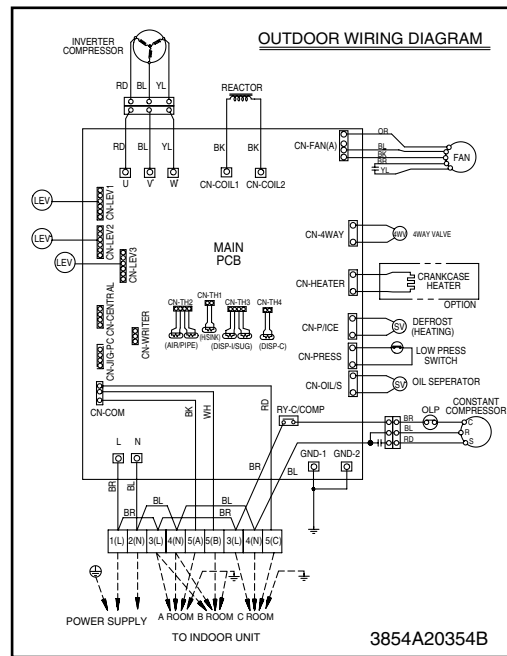 OUTDOOR WIRING DIAGRAM
INVERTER
COMPRESSOR
RD BL YL
REACTOR
RD BL YL
BK BK
U V W
CN-COIL1 CN-COIL2
CN-FAN(A)
OR
BL
BK
BR
YL
FAN
LEV
CN-LEV1
LEV
CN-LEV2
LEV
CN-LEV3
MAIN
PCB
CN-4WAY
4WV
4WAY VALVE
CN-HEATER
CRANKCASE
HEATER
OPTION
CN-CENTRAL
CN-JIG-PC
CN-WRITER
CN-TH2 CN-TH1 CN-TH3 CN-TH4
(AIR/PIPE) (H/SINK) (DISP-I/SUG) (DISP-C)
CN-P/ICE
SV
DEFROST
(HEATING)
CN-PRESS
LOW PRESS
SWITCH
CN-OIL/S
SV
OIL SEPERATOR
CN-COM
BK WH RD
RY-C/COMP
CONSTANT
COMPRESSOR
OLP
BR
BL
RD
C
R
S
L N
GND-1 GND-2
BR BL
BR BL
BL BL
BR BR
1(L) 2(N) 3(L) 4(N) 5(A) 5(B) 3(L) 4(N) 5(C)
POWER SUPPLY
A ROOM B ROOM C ROOM
TO INDOOR UNIT
3854A20354B